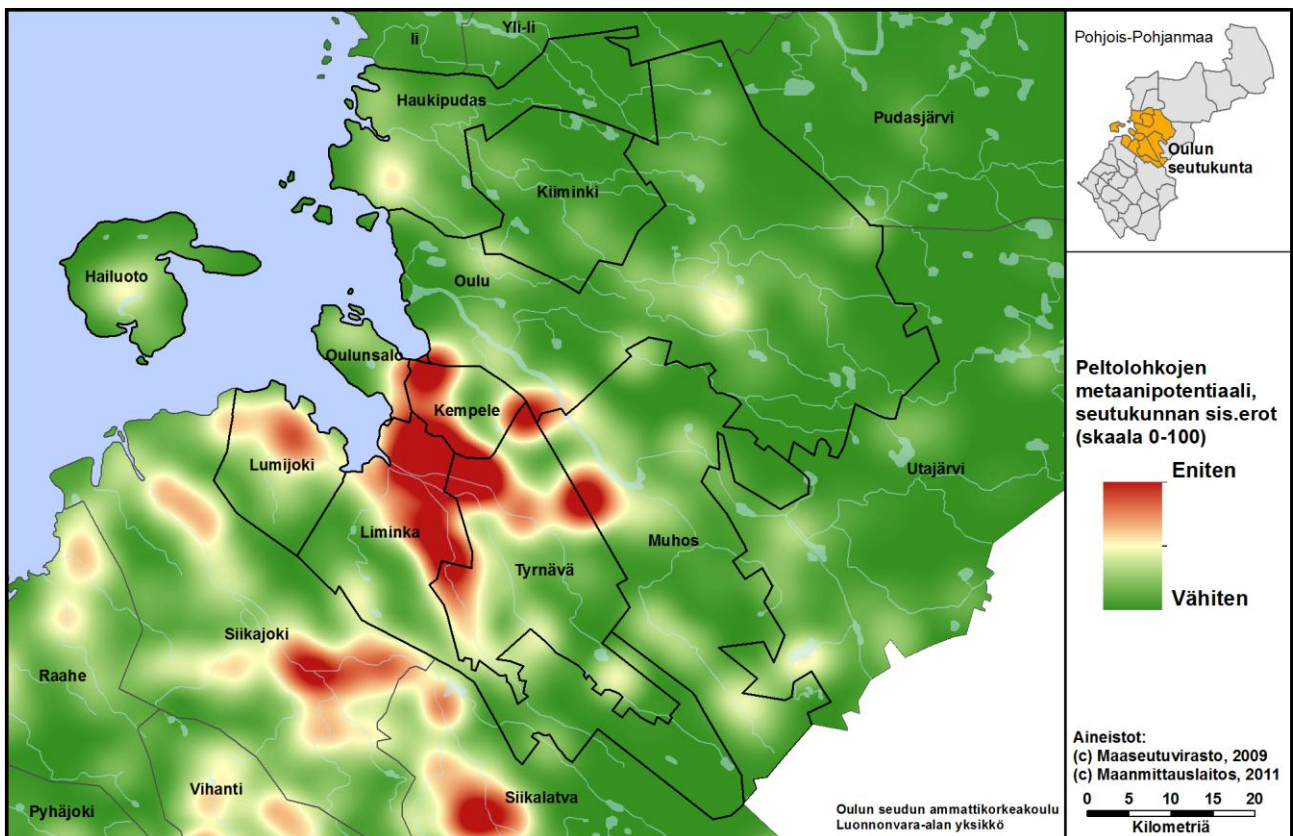 Ii
Yli-Ii
Haukipudas
Pudasjärvi
Kiiminki
Hailuoto
Oulu
Oulunsalo
Kempele
Lumijoki
Utajärvi
Liminka
Muhos
Tyrnävä
Siikajoki
Raahe
Vihanti
Siikalatva
Pyhäjoki
Oulun seudun ammattikorkeakoulu
Luonnonvara-alan yksikkö
Pohjois-Pohjanmaa
Oulun
seutukunta
Peltolohkojen
metaanipotentiaali,
seutukunnan sis.erot
(skaala 0-100)
Eniten
Vähiten
Aineistot:
(c) Maaseutuvirasto, 2009
(c) Maanmittauslaitos, 2011
0 5 10 15 20
Kilometriä